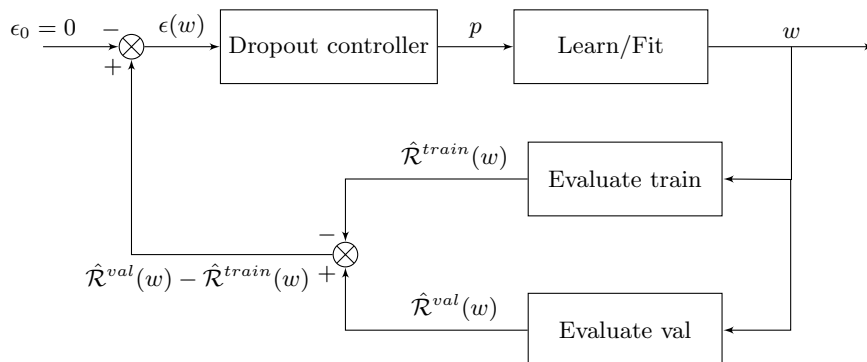 ϵ₀ = 0
−
+
ϵ(w)
Dropout controller
p
Learn/Fit
w
R̂^{train}(w)
Evaluate train
−
+
R̂^{val}(w) − R̂^{train}(w)
R̂^{val}(w)
Evaluate val